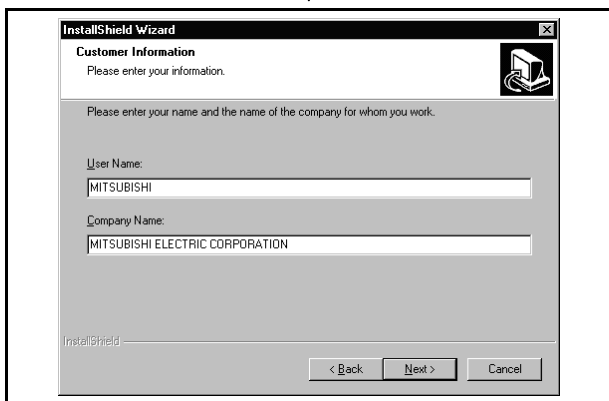 InstallShield Wizard
Customer Information
Please enter your information.
Please enter your name and the name of the company for whom you work.
User Name:
MITSUBISHI
Company Name:
MITSUBISHI ELECTRIC CORPORATION
InstallShield
< Back Next > Cancel